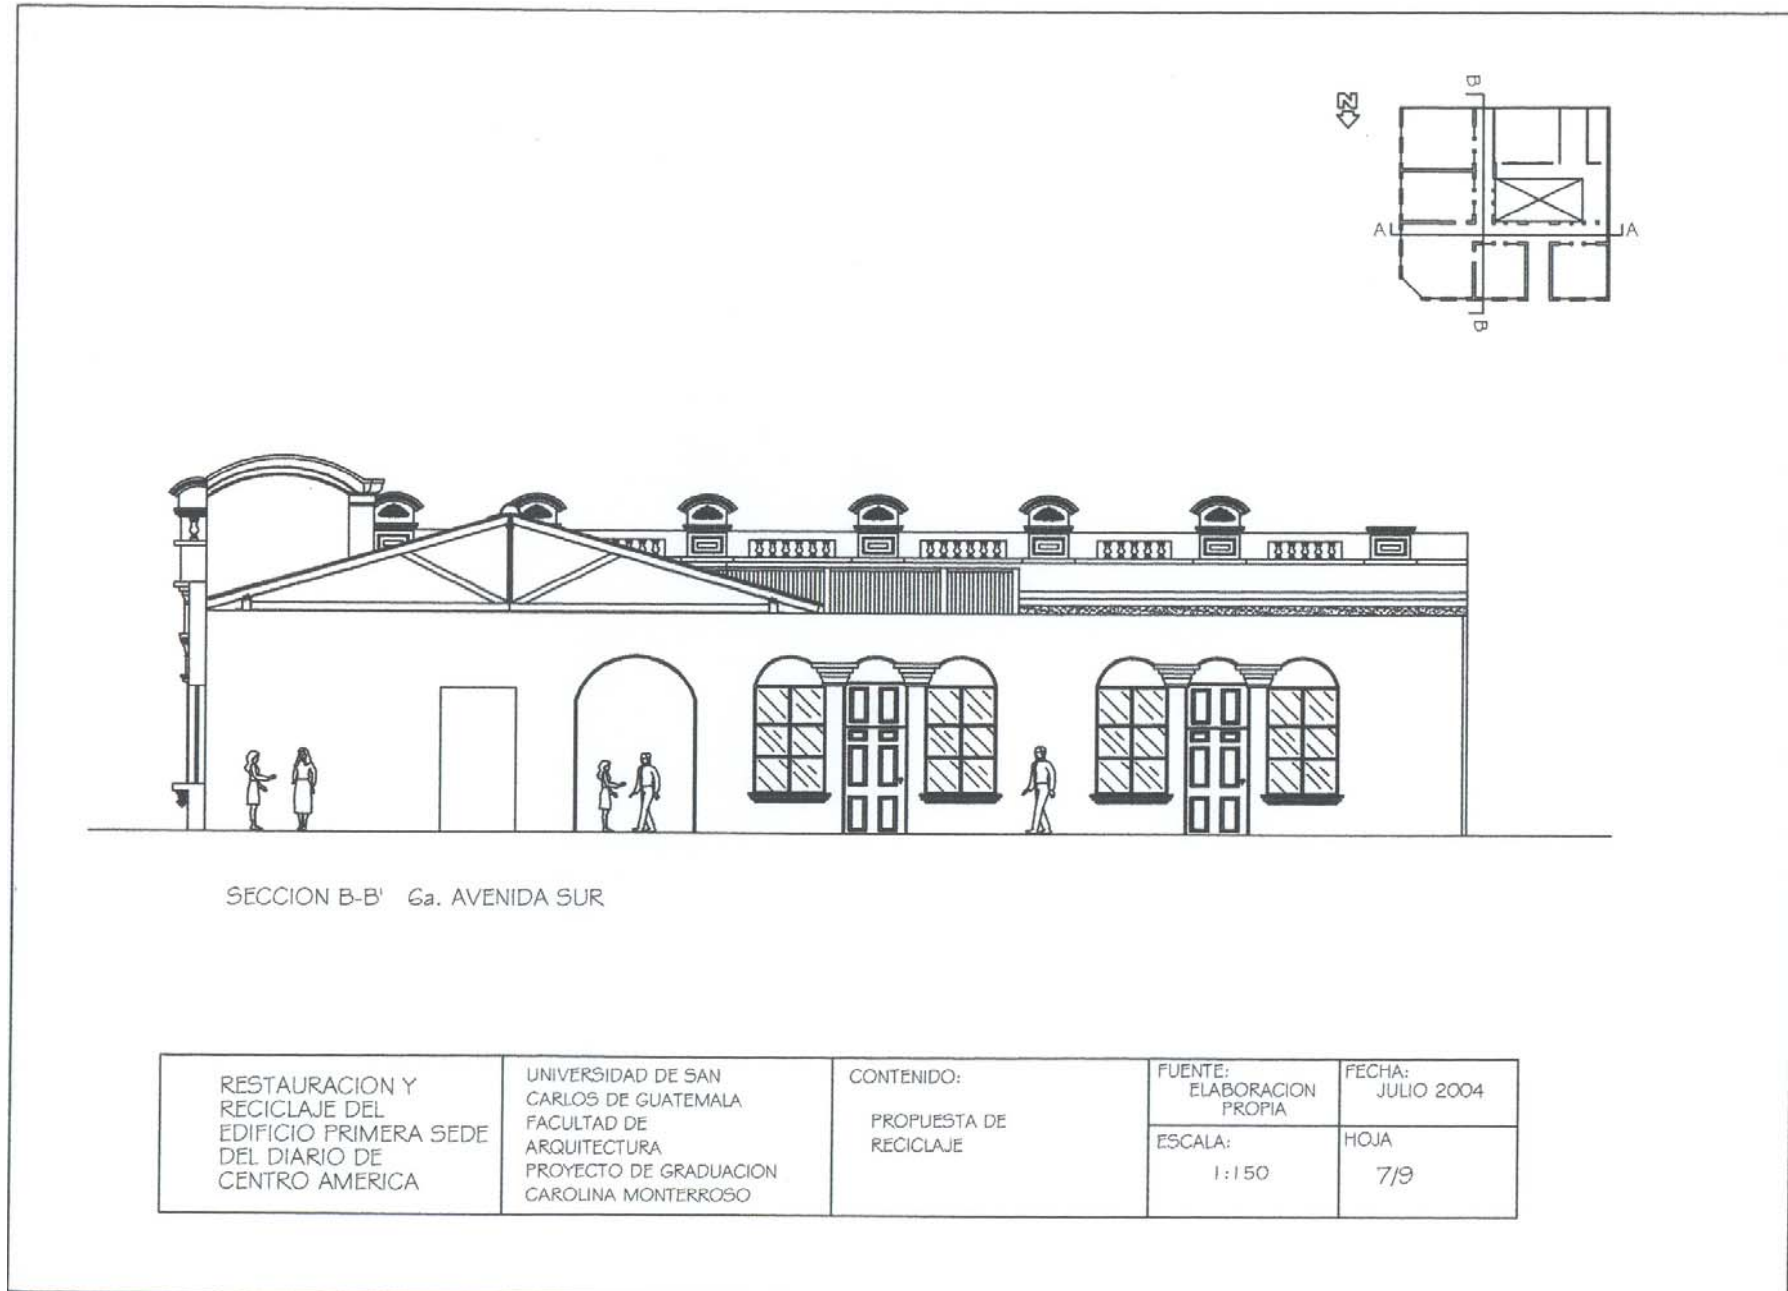 N
B
A
A
B
SECCION B-B' 6a. AVENIDA SUR
RESTAURACION Y
RECICLAJE DEL
EDIFICIO PRIMERA SEDE
DEL DIARIO DE
CENTRO AMERICA
UNIVERSIDAD DE SAN
CARLOS DE GUATEMALA
FACULTAD DE
ARQUITECTURA
PROYECTO DE GRADUACION
CAROLINA MONTERROSO
CONTENIDO:
PROPUESTA DE
RECICLAJE
FUENTE:
ELABORACION
PROPIA
ESCALA:
1:150
FECHA:
JULIO 2004
HOJA
7/9